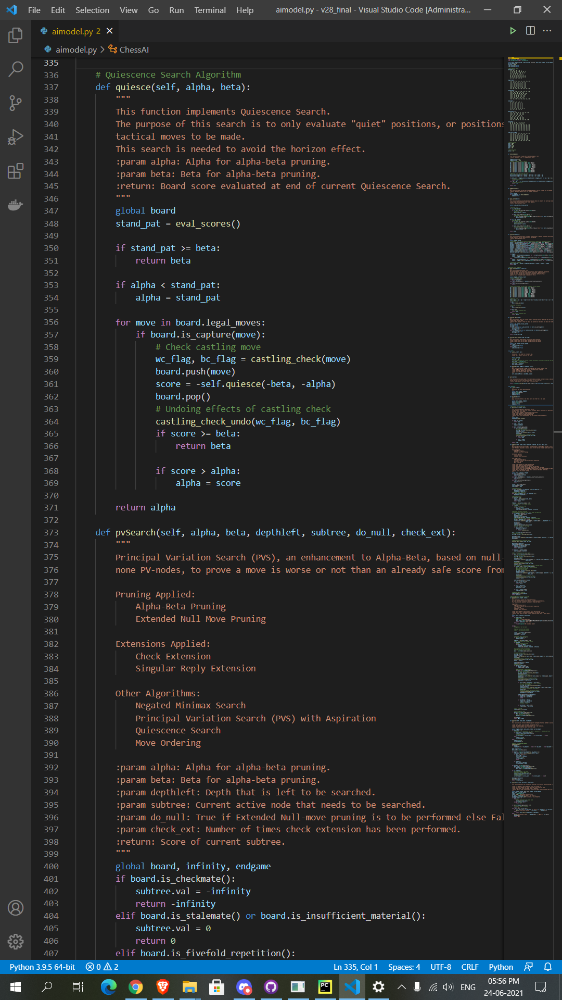 File Edit Selection View Go Run Terminal Help aimodel.py - v28_final - Visual Studio Code [Administra...
aimodel.py 2
aimodel.py > ChessAI
335
336 # Quiescence Search Algorithm
337 def quiesce(self, alpha, beta):
338 """
339 This function implements Quiescence Search.
340 The purpose of this search is to only evaluate "quiet" positions, or positions
341 tactical moves to be made.
342 This search is needed to avoid the horizon effect.
343 :param alpha: Alpha for alpha-beta pruning.
344 :param beta: Beta for alpha-beta pruning.
345 :return: Board score evaluated at end of current Quiescence Search.
346 """
347 global board
348 stand_pat = eval_scores()
349
350 if stand_pat >= beta:
351 return beta
352
353 if alpha < stand_pat:
354 alpha = stand_pat
355
356 for move in board.legal_moves:
357 if board.is_capture(move):
358 # Check castling move
359 wc_flag, bc_flag = castling_check(move)
360 board.push(move)
361 score = -self.quiesce(-beta, -alpha)
362 board.pop()
363 # Undoing effects of castling check
364 castling_check_undo(wc_flag, bc_flag)
365 if score >= beta:
366 return beta
367
368 if score > alpha:
369 alpha = score
370
371 return alpha
372
373 def pvSearch(self, alpha, beta, depthleft, subtree, do_null, check_ext):
374 """
375 Principal Variation Search (PVS), an enhancement to Alpha-Beta, based on null-
376 none PV-nodes, to prove a move is worse or not than an already safe score from
377
378 Pruning Applied:
379 Alpha-Beta Pruning
380 Extended Null Move Pruning
381
382 Extensions Applied:
383 Check Extension
384 Singular Reply Extension
385
386 Other Algorithms:
387 Negated Minimax Search
388 Principal Variation Search (PVS) with Aspiration
389 Quiescence Search
390 Move Ordering
391
392 :param alpha: Alpha for alpha-beta pruning.
393 :param beta: Beta for alpha-beta pruning.
394 :param depthleft: Depth that is left to be searched.
395 :param subtree: Current active node that needs to be searched.
396 :param do_null: True if Extended Null-move pruning is to be performed else Fal
397 :param check_ext: Number of times check extension has been performed.
398 :return: Score of current subtree.
399 """
400 global board, infinity, endgame
401 if board.is_checkmate():
402 subtree.val = -infinity
403 return -infinity
404 elif board.is_stalemate() or board.is_insufficient_material():
405 subtree.val = 0
406 return 0
407 elif board.is_fivefold_repetition():
Python 3.9.5 64-bit 0 2 Ln 335, Col 1 Spaces: 4 UTF-8 CRLF Python
PC ENG 05:56 PM
24-06-2021